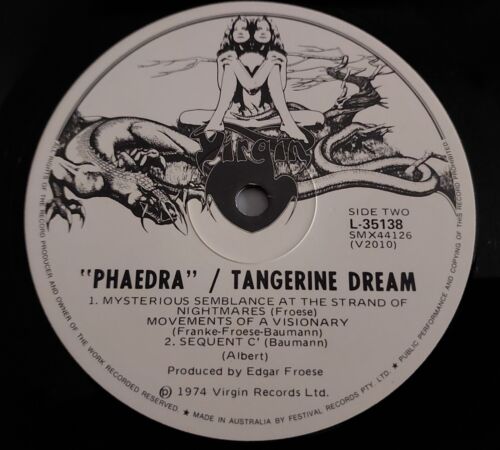 Virgin
SIDE TWO
L-35138
SMX44126
(V2010)
"PHAEDRA" / TANGERINE DREAM
1. MYSTERIOUS SEMBLANCE AT THE STRAND OF
NIGHTMARES (Froese)
MOVEMENTS OF A VISIONARY
(Franke-Froese-Baumann)
2. SEQUENT C' (Baumann)
(Albert)
Produced by Edgar Froese
℗ 1974 Virgin Records Ltd.
ALL RIGHTS OF THE RECORD PRODUCER AND OWNER OF THE WORK RECORDED RESERVED. ★ MADE IN AUSTRALIA BY FESTIVAL RECORDS PTY. LTD. ★ PUBLIC PERFORMANCE AND COPYING OF THIS RECORD PROHIBITED.